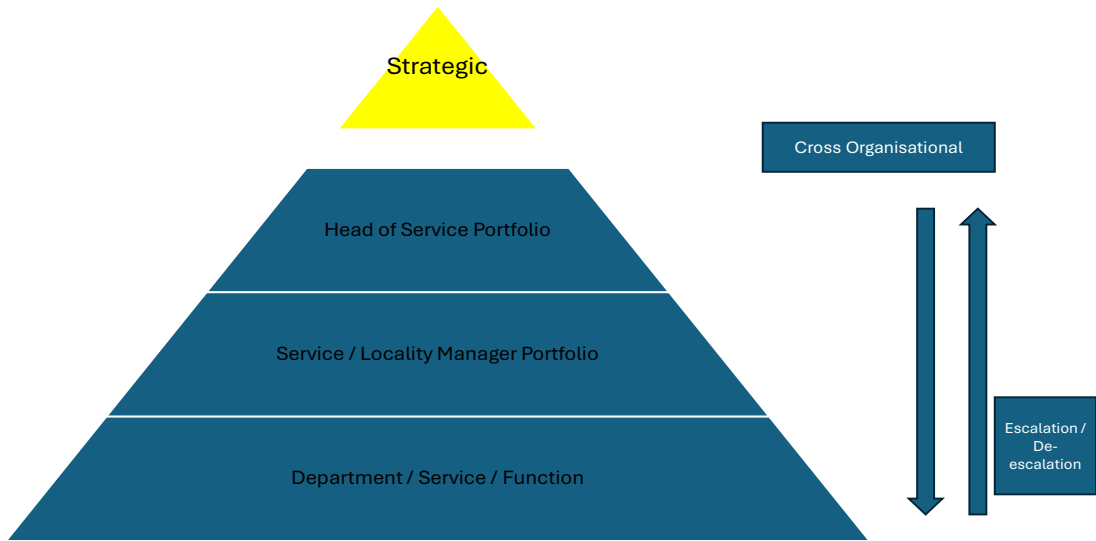 Strategic
Cross Organisational
Head of Service Portfolio
Service / Locality Manager Portfolio
Escalation /
De-
escalation
Department / Service / Function